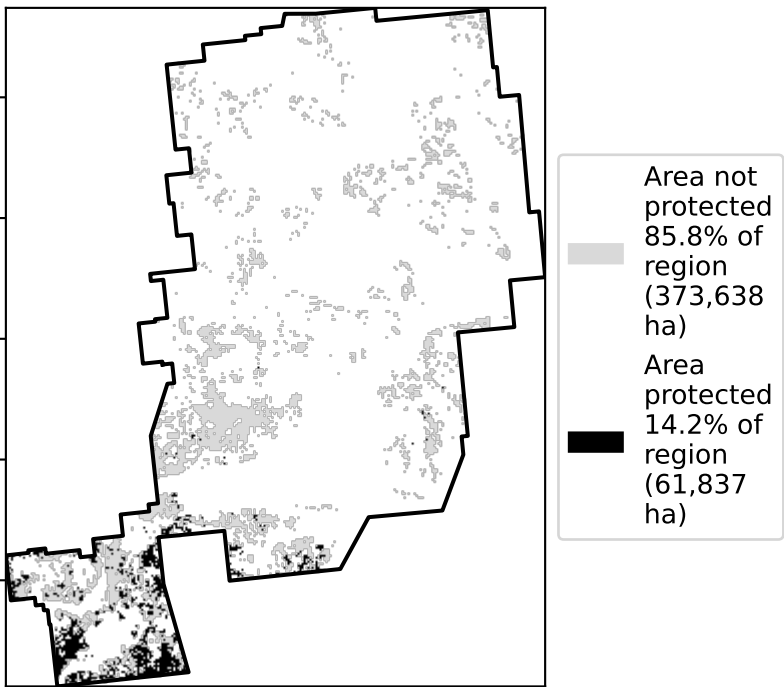 Area not
protected
85.8% of
region
(373,638
ha)
Area
protected
14.2% of
region
(61,837
ha)